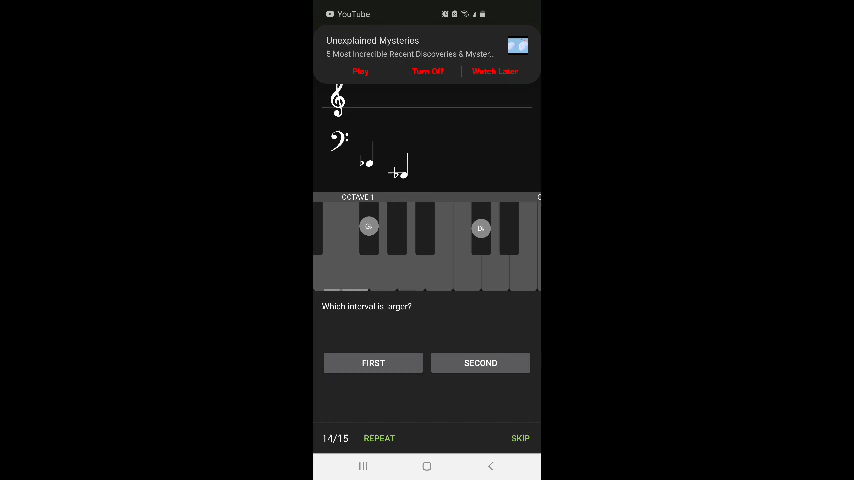 YouTube
Unexplained Mysteries
5 Most Incredible Recent Discoveries & Myster..
Play Turn Off Watch Later
OCTAVE 1
G♭ D♭
Which interval is larger?
FIRST SECOND
14/15 REPEAT SKIP